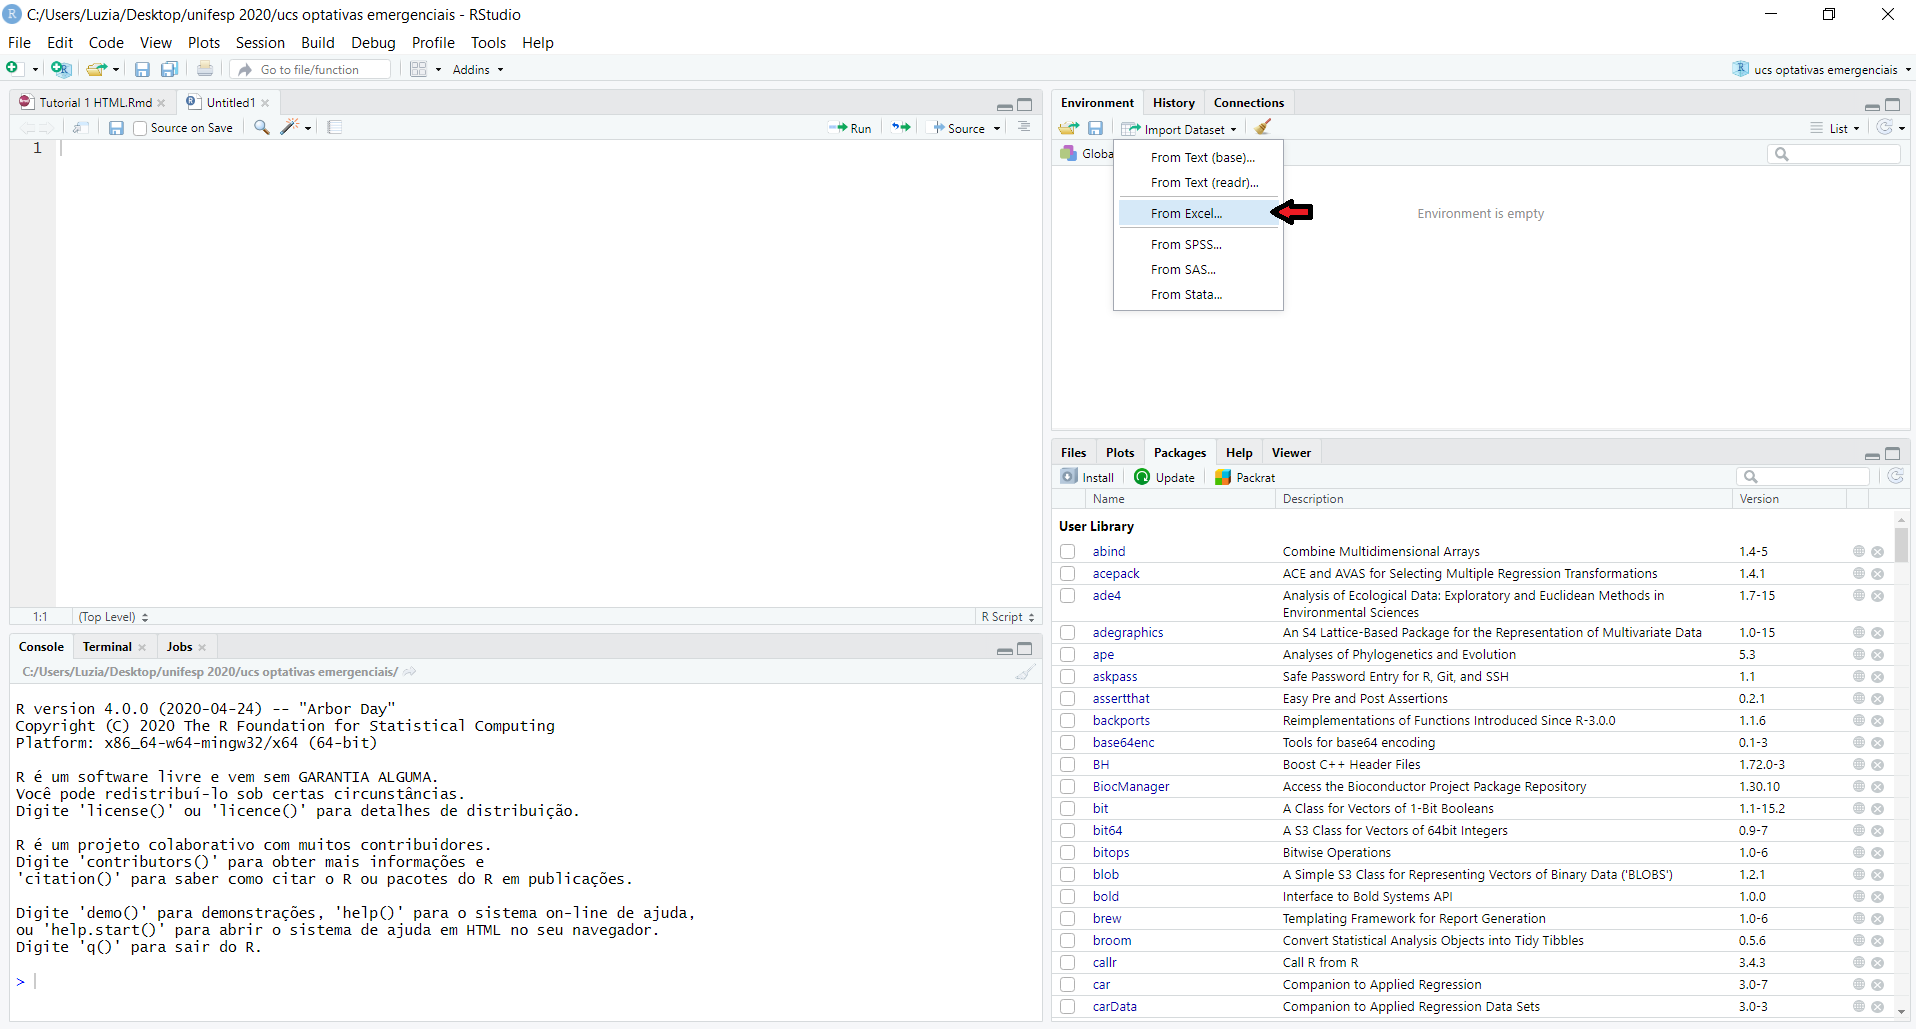 C:/Users/Luzia/Desktop/unifesp 2020/ucs optativas emergenciais - RStudio
File Edit Code View Plots Session Build Debug Profile Tools Help
Go to file/function Addins ucs optativas emergenciais
Tutorial 1 HTML.Rmd Untitled1
Source on Save Run Source
1
1:1 (Top Level) R Script
Console Terminal Jobs
C:/Users/Luzia/Desktop/unifesp 2020/ucs optativas emergenciais/
R version 4.0.0 (2020-04-24) -- "Arbor Day"
Copyright (C) 2020 The R Foundation for Statistical Computing
Platform: x86_64-w64-mingw32/x64 (64-bit)
R é um software livre e vem sem GARANTIA ALGUMA.
Você pode redistribuí-lo sob certas circunstâncias.
Digite 'license()' ou 'licence()' para detalhes de distribuição.
R é um projeto colaborativo com muitos contribuidores.
Digite 'contributors()' para obter mais informações e
'citation()' para saber como citar o R ou pacotes do R em publicações.
Digite 'demo()' para demonstrações, 'help()' para o sistema on-line de ajuda,
ou 'help.start()' para abrir o sistema de ajuda em HTML no seu navegador.
Digite 'q()' para sair do R.
>
Environment History Connections
Import Dataset List
Globa
From Text (base)...
From Text (readr)...
From Excel...
From SPSS...
From SAS...
From Stata...
Environment is empty
Files Plots Packages Help Viewer
Install Update Packrat
Name Description Version
User Library
abind Combine Multidimensional Arrays 1.4-5
acepack ACE and AVAS for Selecting Multiple Regression Transformations 1.4.1
ade4 Analysis of Ecological Data: Exploratory and Euclidean Methods in 1.7-15
Environmental Sciences
adegraphics An S4 Lattice-Based Package for the Representation of Multivariate Data 1.0-15
ape Analyses of Phylogenetics and Evolution 5.3
askpass Safe Password Entry for R, Git, and SSH 1.1
assertthat Easy Pre and Post Assertions 0.2.1
backports Reimplementations of Functions Introduced Since R-3.0.0 1.1.6
base64enc Tools for base64 encoding 0.1-3
BH Boost C++ Header Files 1.72.0-3
BiocManager Access the Bioconductor Project Package Repository 1.30.10
bit A Class for Vectors of 1-Bit Booleans 1.1-15.2
bit64 A S3 Class for Vectors of 64bit Integers 0.9-7
bitops Bitwise Operations 1.0-6
blob A Simple S3 Class for Representing Vectors of Binary Data ('BLOBS') 1.2.1
bold Interface to Bold Systems API 1.0.0
brew Templating Framework for Report Generation 1.0-6
broom Convert Statistical Analysis Objects into Tidy Tibbles 0.5.6
callr Call R from R 3.4.3
car Companion to Applied Regression 3.0-7
carData Companion to Applied Regression Data Sets 3.0-3